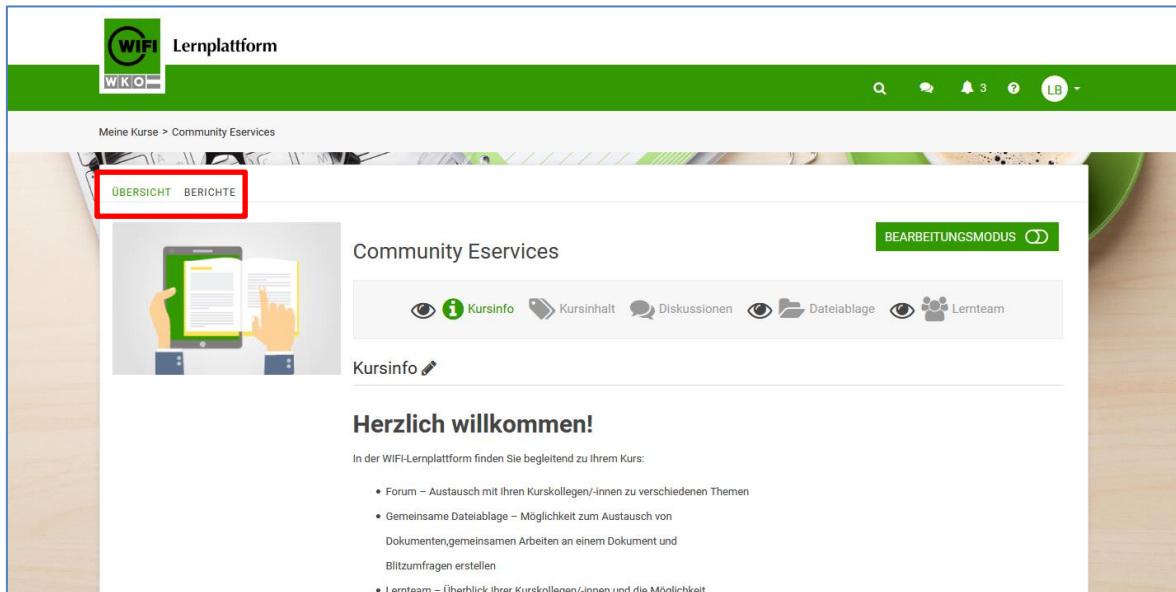 WIFI Lernplattform
WKO
3 LB
Meine Kurse > Community Eservices
ÜBERSICHT BERICHTE
BEARBEITUNGSMODUS
Community Eservices
Kursinfo Kursinhalt Diskussionen Dateiablage Lernteam
Kursinfo
Herzlich willkommen!
In der WIFI-Lernplattform finden Sie begleitend zu Ihrem Kurs:
• Forum – Austausch mit Ihren Kurskollegen/-innen zu verschiedenen Themen
• Gemeinsame Dateiablage – Möglichkeit zum Austausch von
Dokumenten,gemeinsamen Arbeiten an einem Dokument und
Blitzumfragen erstellen
• Lernteam – Überblick Ihrer Kurskollegen/-innen und die Möglichkeit